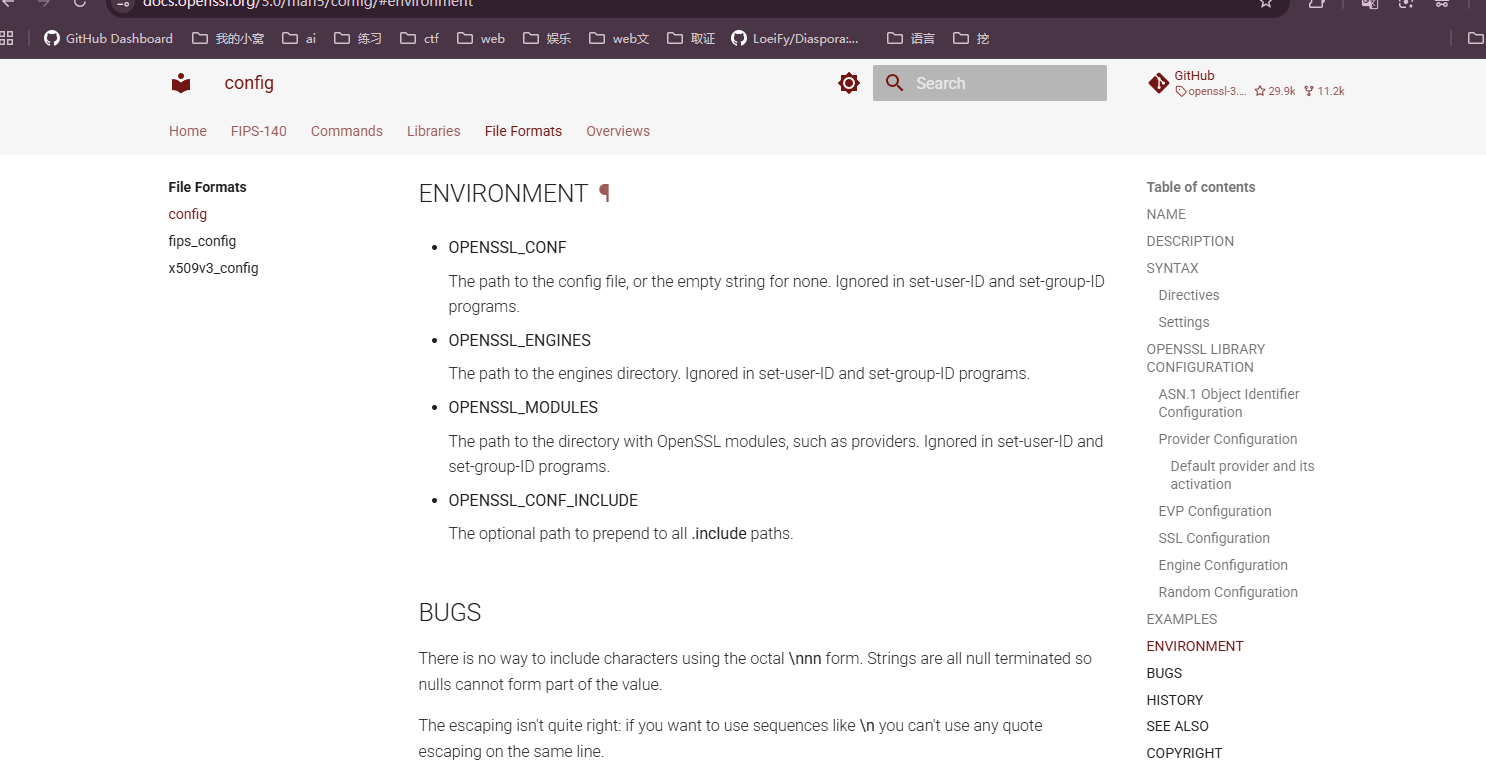 docs.openssl.org/3.0/man5/config/#environment
GitHub Dashboard 我的小窝 ai 练习 ctf web 娱乐 web文 取证 LoeiFy/Diaspora:... 语言 挖
config
Search
GitHub
openssl-3.... 29.9k 11.2k
Home FIPS-140 Commands Libraries File Formats Overviews
File Formats
config
fips_config
x509v3_config
ENVIRONMENT ¶
• OPENSSL_CONF
The path to the config file, or the empty string for none. Ignored in set-user-ID and set-group-ID
programs.
• OPENSSL_ENGINES
The path to the engines directory. Ignored in set-user-ID and set-group-ID programs.
• OPENSSL_MODULES
The path to the directory with OpenSSL modules, such as providers. Ignored in set-user-ID and
set-group-ID programs.
• OPENSSL_CONF_INCLUDE
The optional path to prepend to all .include paths.
BUGS
There is no way to include characters using the octal \nnn form. Strings are all null terminated so
nulls cannot form part of the value.
The escaping isn't quite right: if you want to use sequences like \n you can't use any quote
escaping on the same line.
Table of contents
NAME
DESCRIPTION
SYNTAX
Directives
Settings
OPENSSL LIBRARY
CONFIGURATION
ASN.1 Object Identifier
Configuration
Provider Configuration
Default provider and its
activation
EVP Configuration
SSL Configuration
Engine Configuration
Random Configuration
EXAMPLES
ENVIRONMENT
BUGS
HISTORY
SEE ALSO
COPYRIGHT